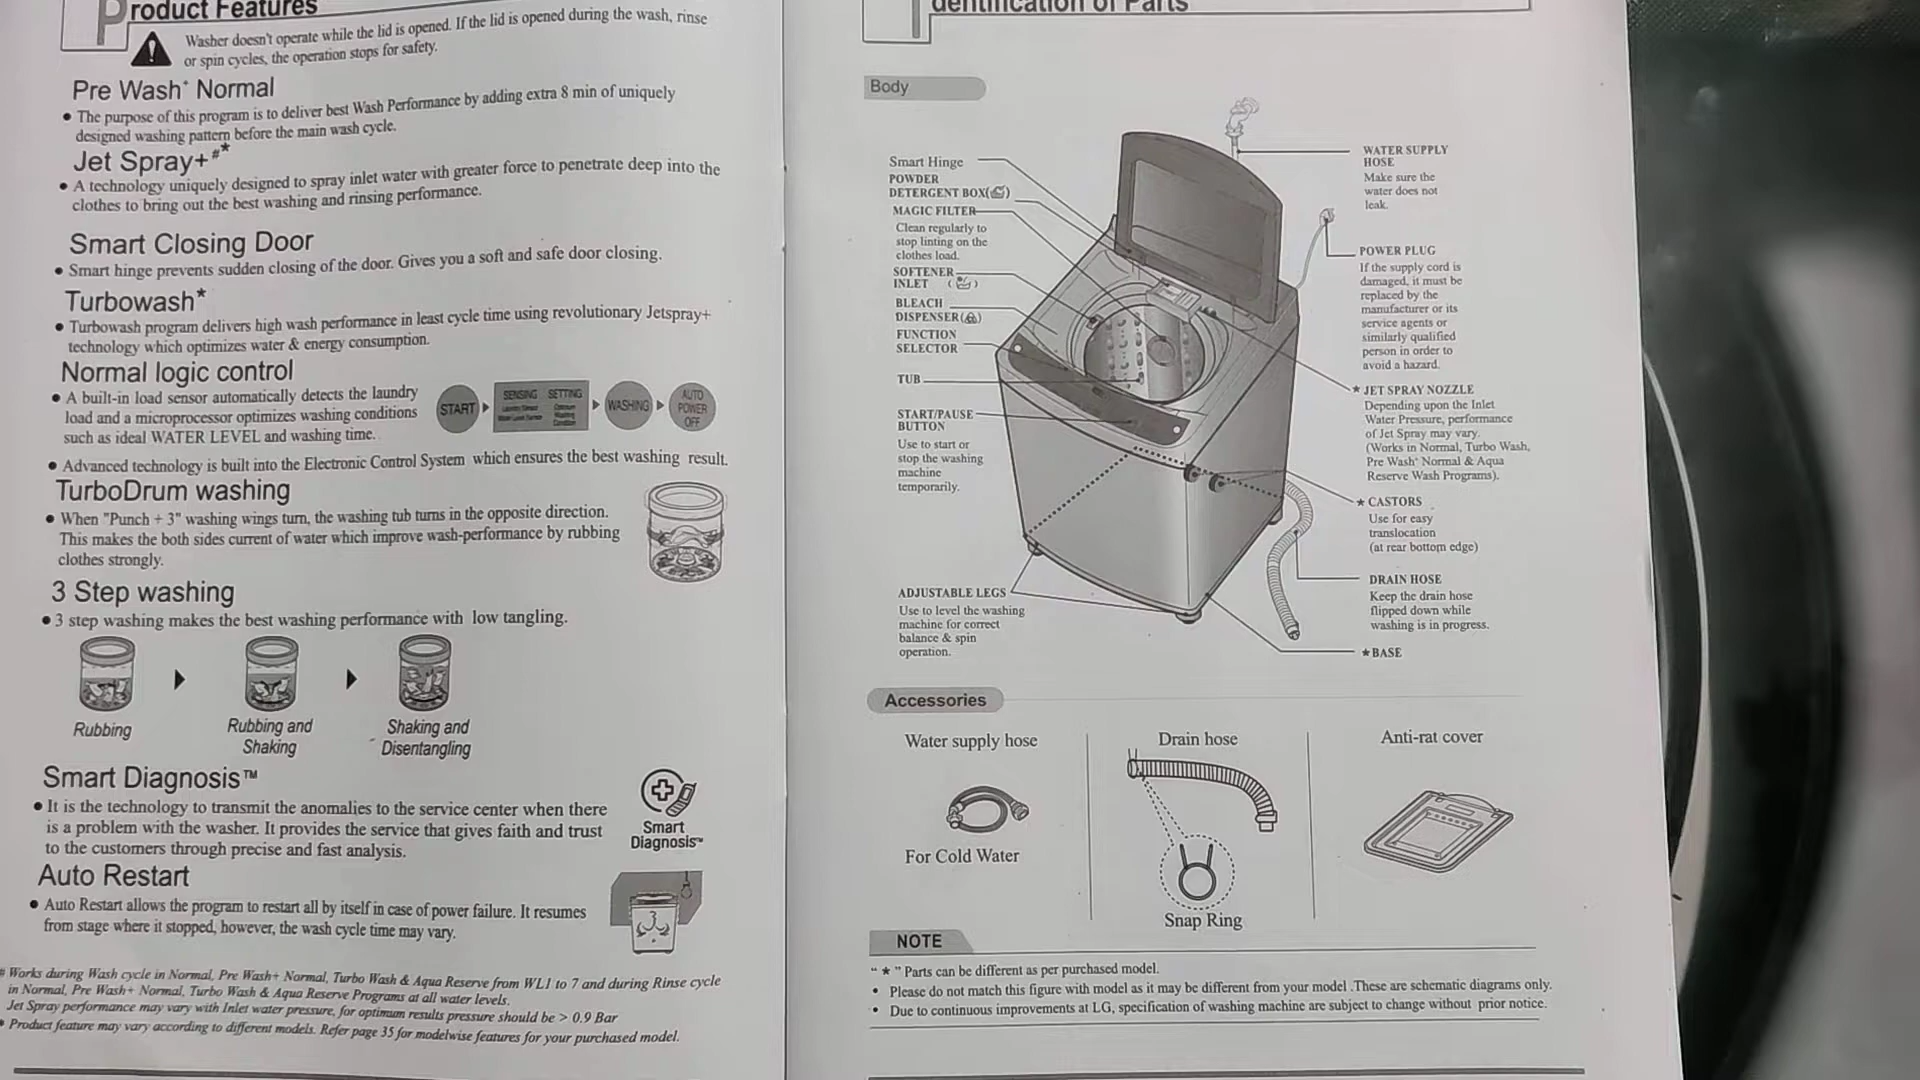 Product Features
Washer doesn't operate while the lid is opened. If the lid is opened during the wash, rinse
or spin cycles, the operation stops for safety.
Pre Wash+ Normal
• The purpose of this program is to deliver best Wash Performance by adding extra 8 min of uniquely
designed washing pattern before the main wash cycle.
Jet Spray+#*
• A technology uniquely designed to spray inlet water with greater force to penetrate deep into the
clothes to bring out the best washing and rinsing performance.
Smart Closing Door
• Smart hinge prevents sudden closing of the door. Gives you a soft and safe door closing.
Turbowash*
• Turbowash program delivers high wash performance in least cycle time using revolutionary Jetspray+
technology which optimizes water & energy consumption.
Normal logic control
• A built-in load sensor automatically detects the laundry
load and a microprocessor optimizes washing conditions
such as ideal WATER LEVEL and washing time.
START
SENSING SETTING
WASHING
AUTO
POWER
OFF
• Advanced technology is built into the Electronic Control System which ensures the best washing result.
TurboDrum washing
• When "Punch + 3" washing wings turn, the washing tub turns in the opposite direction.
This makes the both sides current of water which improve wash-performance by rubbing
clothes strongly.
3 Step washing
• 3 step washing makes the best washing performance with low tangling.
Rubbing
Rubbing and
Shaking
Shaking and
Disentangling
Smart Diagnosis™
• It is the technology to transmit the anomalies to the service center when there
is a problem with the washer. It provides the service that gives faith and trust
to the customers through precise and fast analysis.
Smart
Diagnosis™
Auto Restart
• Auto Restart allows the program to restart all by itself in case of power failure. It resumes
from stage where it stopped, however, the wash cycle time may vary.
# Works during Wash cycle in Normal, Pre Wash+ Normal, Turbo Wash & Aqua Reserve from WL1 to 7 and during Rinse cycle
in Normal, Pre Wash+ Normal, Turbo Wash & Aqua Reserve Programs at all water levels.
Jet Spray performance may vary with Inlet water pressure, for optimum results pressure should be > 0.9 Bar
* Product feature may vary according to different models. Refer page 35 for modelwise features for your purchased model.
Identification of Parts
Body
Smart Hinge
POWDER
DETERGENT BOX( )
MAGIC FILTER
Clean regularly to
stop linting on the
clothes load.
SOFTENER
INLET ( )
BLEACH
DISPENSER( )
FUNCTION
SELECTOR
TUB
START/PAUSE
BUTTON
Use to start or
stop the washing
machine
temporarily.
ADJUSTABLE LEGS
Use to level the washing
machine for correct
balance & spin
operation.
WATER SUPPLY
HOSE
Make sure the
water does not
leak.
POWER PLUG
If the supply cord is
damaged, it must be
replaced by the
manufacturer or its
service agents or
similarly qualified
person in order to
avoid a hazard.
★ JET SPRAY NOZZLE
Depending upon the Inlet
Water Pressure, performance
of Jet Spray may vary.
(Works in Normal, Turbo Wash,
Pre Wash+ Normal & Aqua
Reserve Wash Programs).
★ CASTORS
Use for easy
translocation
(at rear bottom edge)
DRAIN HOSE
Keep the drain hose
flipped down while
washing is in progress.
★ BASE
Accessories
Water supply hose
For Cold Water
Drain hose
Snap Ring
Anti-rat cover
NOTE
“ ★ ” Parts can be different as per purchased model.
• Please do not match this figure with model as it may be different from your model .These are schematic diagrams only.
• Due to continuous improvements at LG, specification of washing machine are subject to change without prior notice.